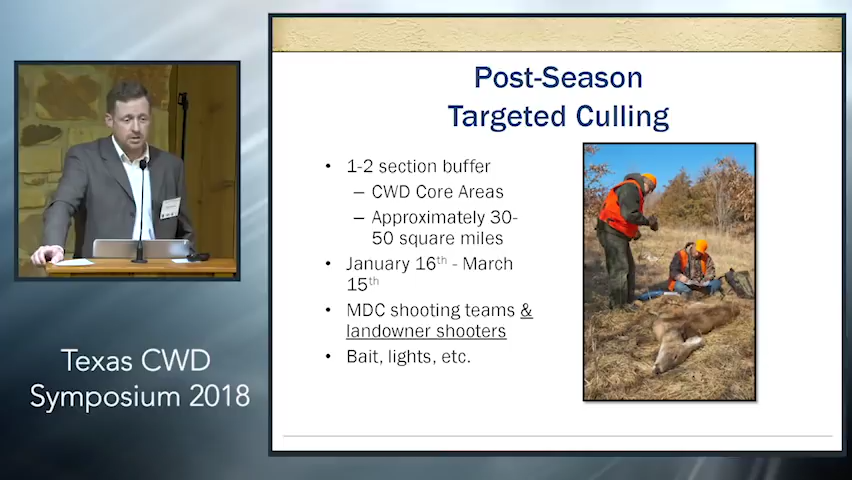 Post-Season
Targeted Culling
• 1-2 section buffer
– CWD Core Areas
– Approximately 30-
50 square miles
• January 16th - March
15th
• MDC shooting teams &
landowner shooters
• Bait, lights, etc.
Texas CWD
Symposium 2018